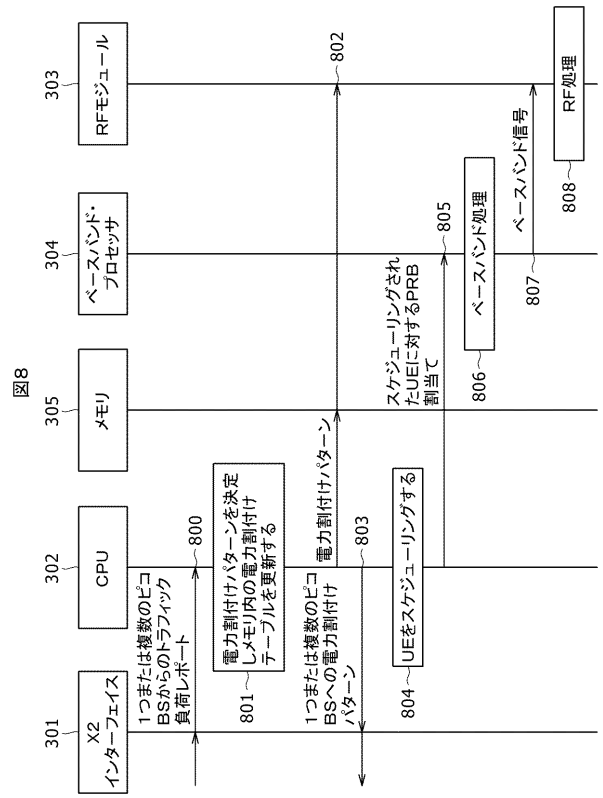 図8
301
X2
インターフェイス
302
CPU
305
メモリ
304
ベースバンド・
プロセッサ
303
RFモジュール
1つまたは複数のピコ
BSからのトラフィック
負荷レポート
800
電力割付けパターンを決定
しメモリ内の電力割付け
テーブルを更新する
801
電力割付けパターン
802
1つまたは複数のピコ
BSへの電力割付け
パターン
803
UEをスケジューリングする
804
スケジューリングされ
たUEに対するPRB
割当て
805
ベースバンド処理
806
ベースバンド信号
807
RF処理
808